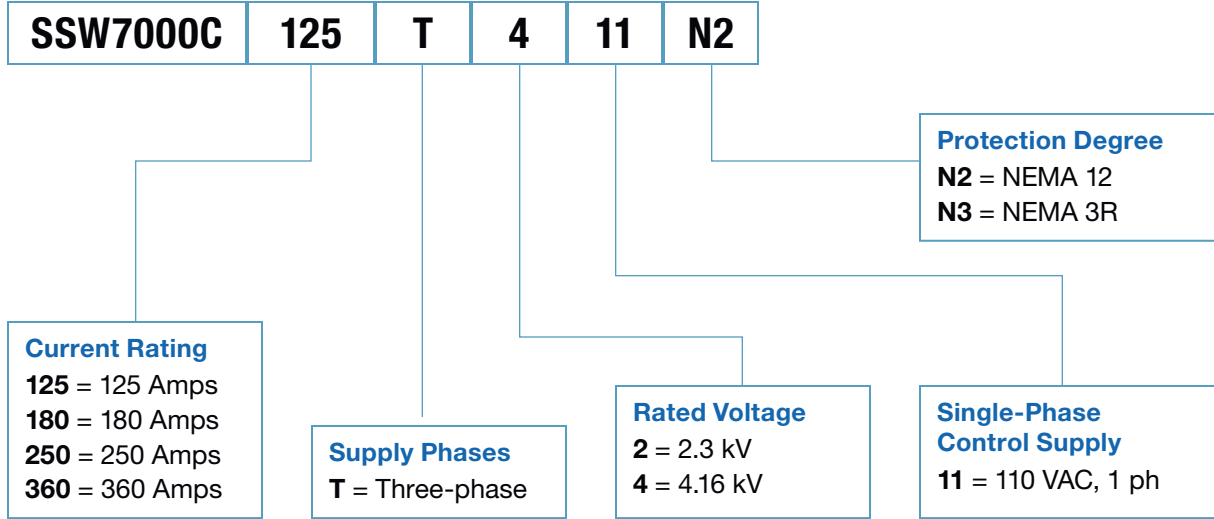 SSW7000C 125 T 4 11 N2
Protection Degree
N2 = NEMA 12
N3 = NEMA 3R
Current Rating
125 = 125 Amps
180 = 180 Amps
250 = 250 Amps
360 = 360 Amps
Supply Phases
T = Three-phase
Rated Voltage
2 = 2.3 kV
4 = 4.16 kV
Single-Phase
Control Supply
11 = 110 VAC, 1 ph